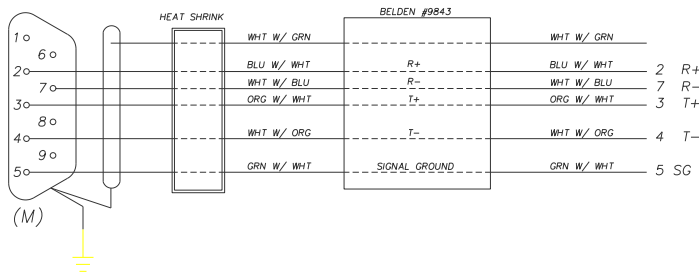 BELDEN #9843
HEAT SHRINK
1 WHT W/ GRN WHT W/ GRN
6
2 BLU W/ WHT R+ BLU W/ WHT 2 R+
7 WHT W/ BLU R- WHT W/ BLU 7 R-
3 ORG W/ WHT T+ ORG W/ WHT 3 T+
8
4 WHT W/ ORG T- WHT W/ ORG 4 T-
9
5 GRN W/ WHT SIGNAL GROUND GRN W/ WHT 5 SG
(M)